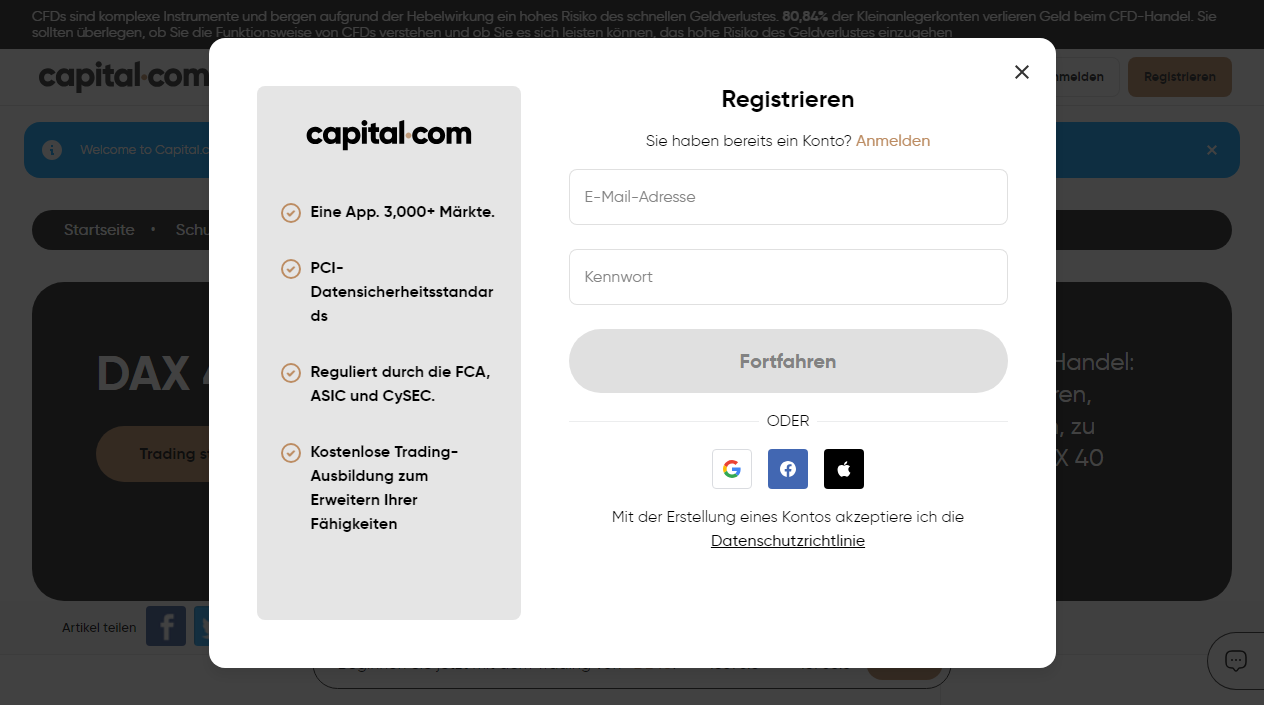 CFDs sind komplexe Instrumente und bergen aufgrund der Hebelwirkung ein hohes Risiko des schnellen Geldverlustes. 80,84% der Kleinanlegerkonten verlieren Geld beim CFD-Handel. Sie
sollten überlegen, ob Sie die Funktionsweise von CFDs verstehen und ob Sie es sich leisten können, das hohe Risiko des Geldverlustes einzugehen
capital.com
Registrieren
Welcome to Capital.c
Startseite • Schu
DAX 4
Handel:
zu
X 40
Trading st
Artikel teilen
capital.com
Eine App. 3,000+ Märkte.
PCI-
Datensicherheitsstandar
ds
Reguliert durch die FCA,
ASIC und CySEC.
Kostenlose Trading-
Ausbildung zum
Erweitern Ihrer
Fähigkeiten
Registrieren
Sie haben bereits ein Konto? Anmelden
E-Mail-Adresse
Kennwort
Fortfahren
ODER
Mit der Erstellung eines Kontos akzeptiere ich die
Datenschutzrichtlinie